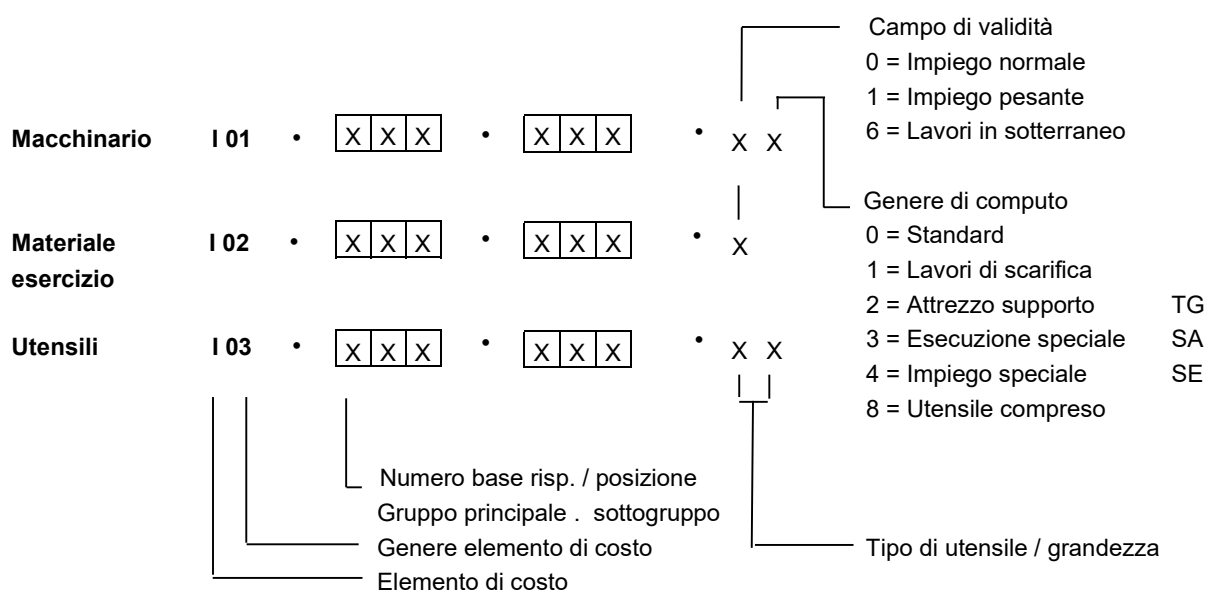 Campo di validità
0 = Impiego normale
1 = Impiego pesante
6 = Lavori in sotterraneo
Macchinario I 01 • X X X • X X X • X X
Genere di computo
0 = Standard
1 = Lavori di scarifica
2 = Attrezzo supporto TG
3 = Esecuzione speciale SA
4 = Impiego speciale SE
8 = Utensile compreso
Materiale esercizio I 02 • X X X • X X X • X
Utensili I 03 • X X X • X X X • X X
Numero base risp. / posizione
Gruppo principale . sottogruppo
Genere elemento di costo
Elemento di costo
Tipo di utensile / grandezza